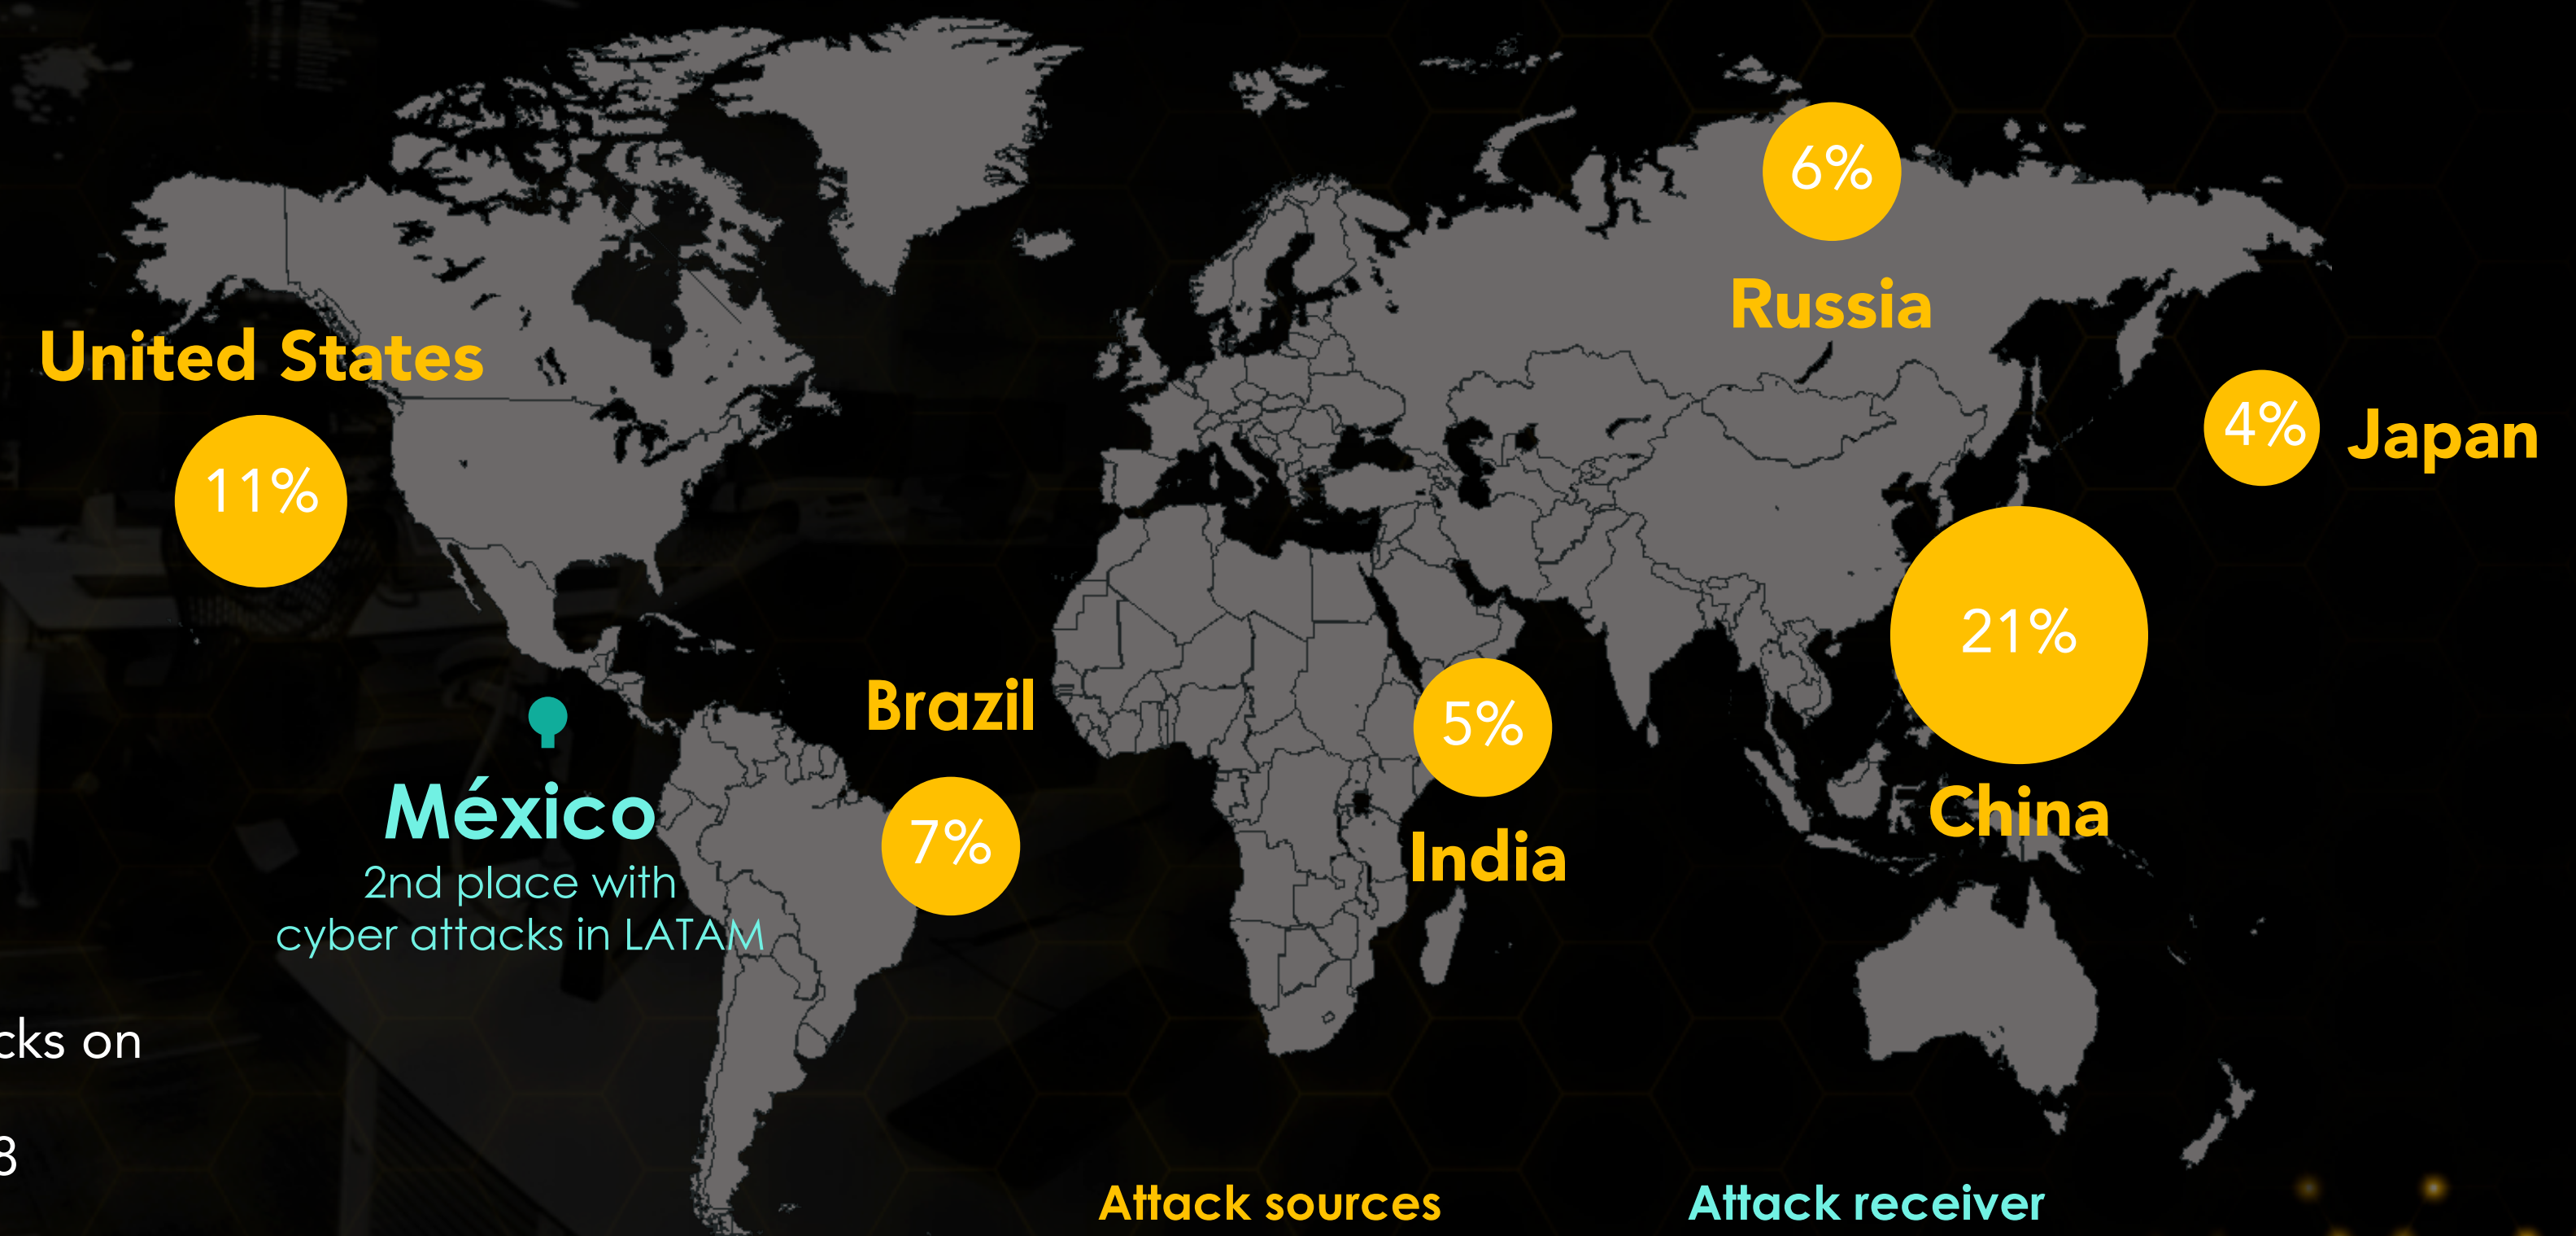 6%
Russia
United States
11%
4%
Japan
21%
China
Brazil
7%
5%
India
México
2nd place with
cyber attacks in LATAM
cks on
8
Attack sources
Attack receiver